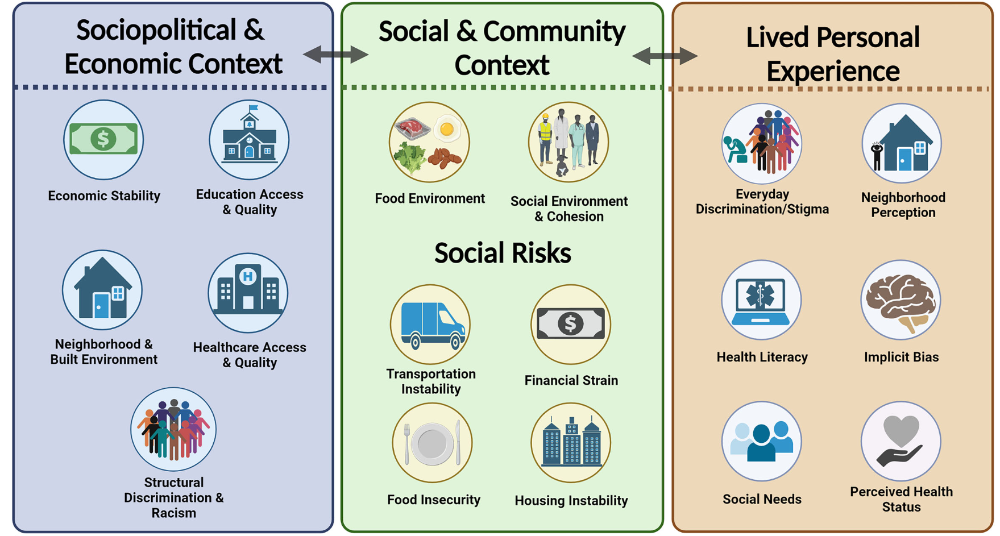 Sociopolitical &
Economic Context
Economic Stability
Education Access
& Quality
Neighborhood &
Built Environment
H
Healthcare Access
& Quality
Structural
Discrimination &
Racism
Social & Community
Context
Food Environment
Social Environment
& Cohesion
Social Risks
Transportation
Instability
$
Financial Strain
Food Insecurity
Housing Instability
Lived Personal
Experience
Everyday
Discrimination/Stigma
Neighborhood
Perception
Health Literacy
Implicit Bias
Social Needs
Perceived Health
Status
$